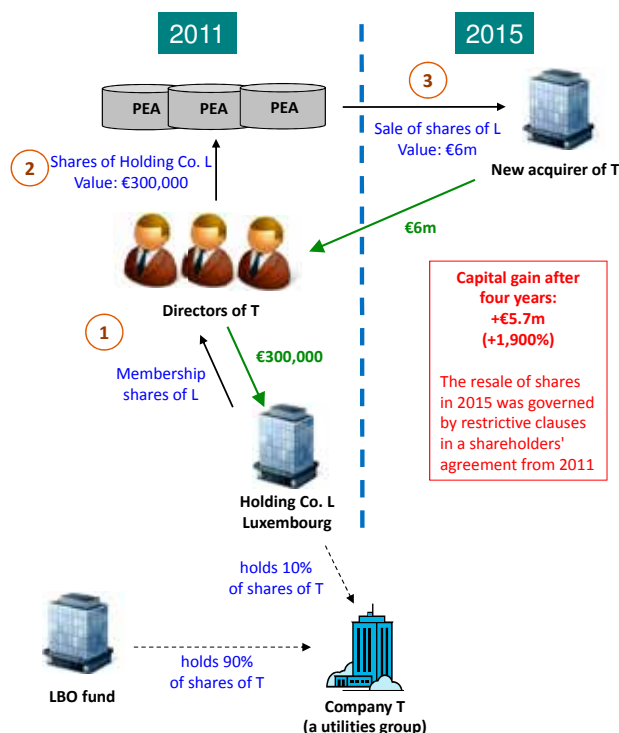 2011
2015
PEA
PEA
PEA
3
Sale of shares of L
Value: €6m
New acquirer of T
2
Shares of Holding Co. L
Value: €300,000
€6m
Directors of T
Capital gain after
four years:
+€5.7m
(+1,900%)
The resale of shares
in 2015 was governed
by restrictive clauses
in a shareholders'
agreement from 2011
1
€300,000
Membership
shares of L
Holding Co. L
Luxembourg
holds 10%
of shares of T
holds 90%
of shares of T
LBO fund
Company T
(a utilities group)